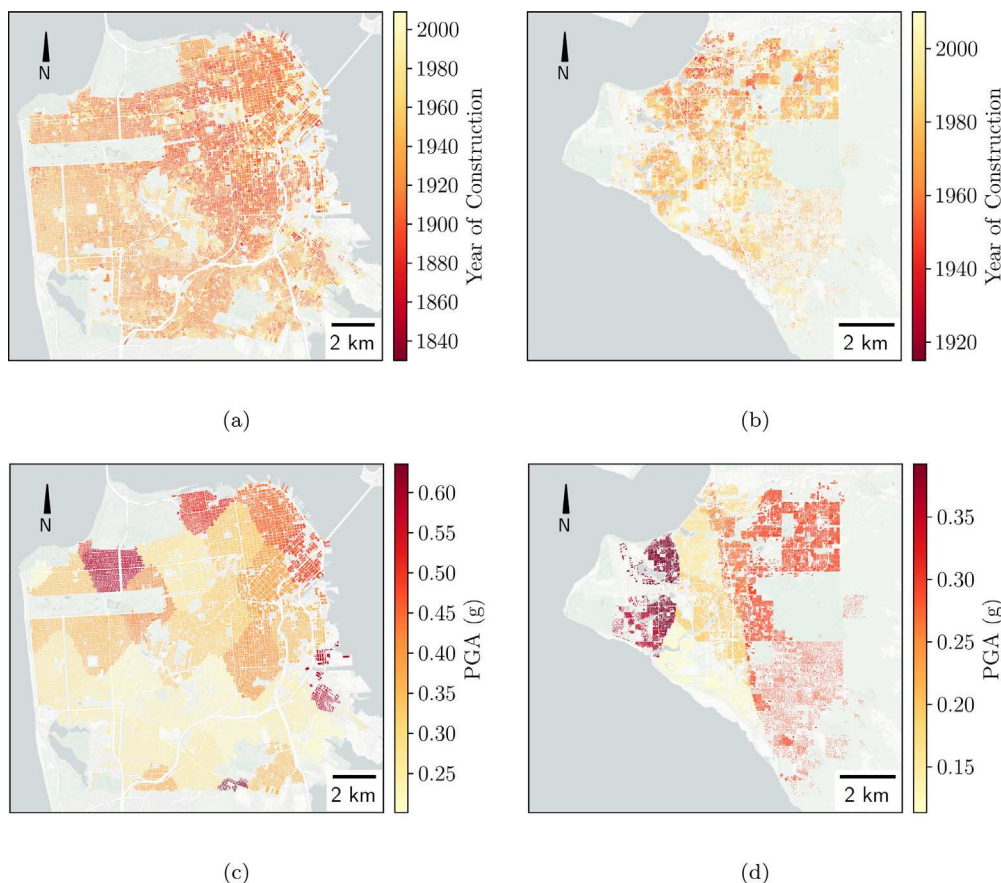 N
2 km
2000
1980
1960
1940
1920
1900
1880
1860
1840
Year of Construction
(a)
N
2 km
2000
1980
1960
1940
1920
Year of Construction
(b)
N
2 km
0.60
0.55
0.50
0.45
0.40
0.35
0.30
0.25
PGA (g)
(c)
N
2 km
0.35
0.30
0.25
0.20
0.15
PGA (g)
(d)